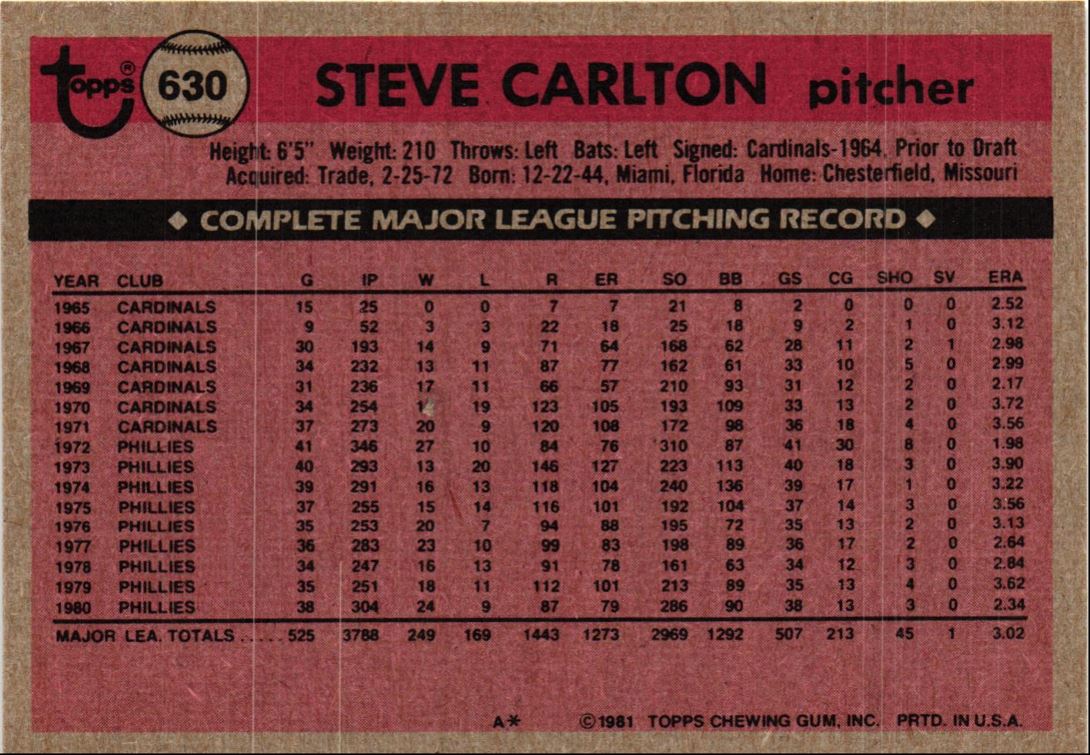 topps® 630 STEVE CARLTON pitcher
Height: 6'5" Weight: 210 Throws: Left Bats: Left Signed: Cardinals-1964, Prior to Draft
Acquired: Trade, 2-25-72 Born: 12-22-44, Miami, Florida Home: Chesterfield, Missouri
◆ COMPLETE MAJOR LEAGUE PITCHING RECORD ◆
YEAR CLUB G IP W L R ER SO BB GS CG SHO SV ERA
1965 CARDINALS 15 25 0 0 7 7 21 8 2 0 0 0 2.52
1966 CARDINALS 9 52 3 3 22 18 25 18 9 2 1 0 3.12
1967 CARDINALS 30 193 14 9 71 64 168 62 28 11 2 1 2.98
1968 CARDINALS 34 232 13 11 87 77 162 61 33 10 5 0 2.99
1969 CARDINALS 31 236 17 11 66 57 210 93 31 12 2 0 2.17
1970 CARDINALS 34 254 19 123 105 193 109 33 13 2 0 3.72
1971 CARDINALS 37 273 20 9 120 108 172 98 36 18 4 0 3.56
1972 PHILLIES 41 346 27 10 84 76 310 87 41 30 8 0 1.98
1973 PHILLIES 40 293 13 20 146 127 223 113 40 18 3 0 3.90
1974 PHILLIES 39 291 16 13 118 104 240 136 39 17 1 0 3.22
1975 PHILLIES 37 255 15 14 116 101 192 104 37 14 3 0 3.56
1976 PHILLIES 35 253 20 7 94 88 195 72 35 13 2 0 3.13
1977 PHILLIES 36 283 23 10 99 83 198 89 36 17 2 0 2.64
1978 PHILLIES 34 247 16 13 91 78 161 63 34 12 3 0 2.84
1979 PHILLIES 35 251 18 11 112 101 213 89 35 13 4 0 3.62
1980 PHILLIES 38 304 24 9 87 79 286 90 38 13 3 0 2.34
MAJOR LEA. TOTALS ..... 525 3788 249 169 1443 1273 2969 1292 507 213 45 1 3.02
A* ©1981 TOPPS CHEWING GUM, INC. PRTD. IN U.S.A.